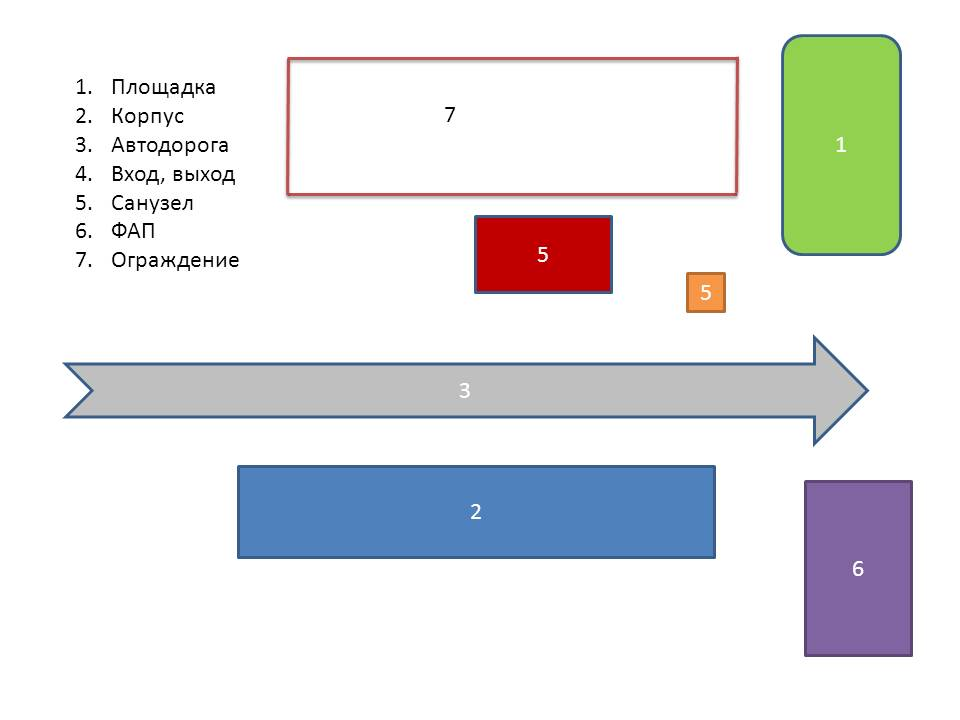 1. Площадка
2. Корпус
3. Автодорога
4. Вход, выход
5. Санузел
6. ФАП
7. Ограждение
7
1
5
5
3
2
6